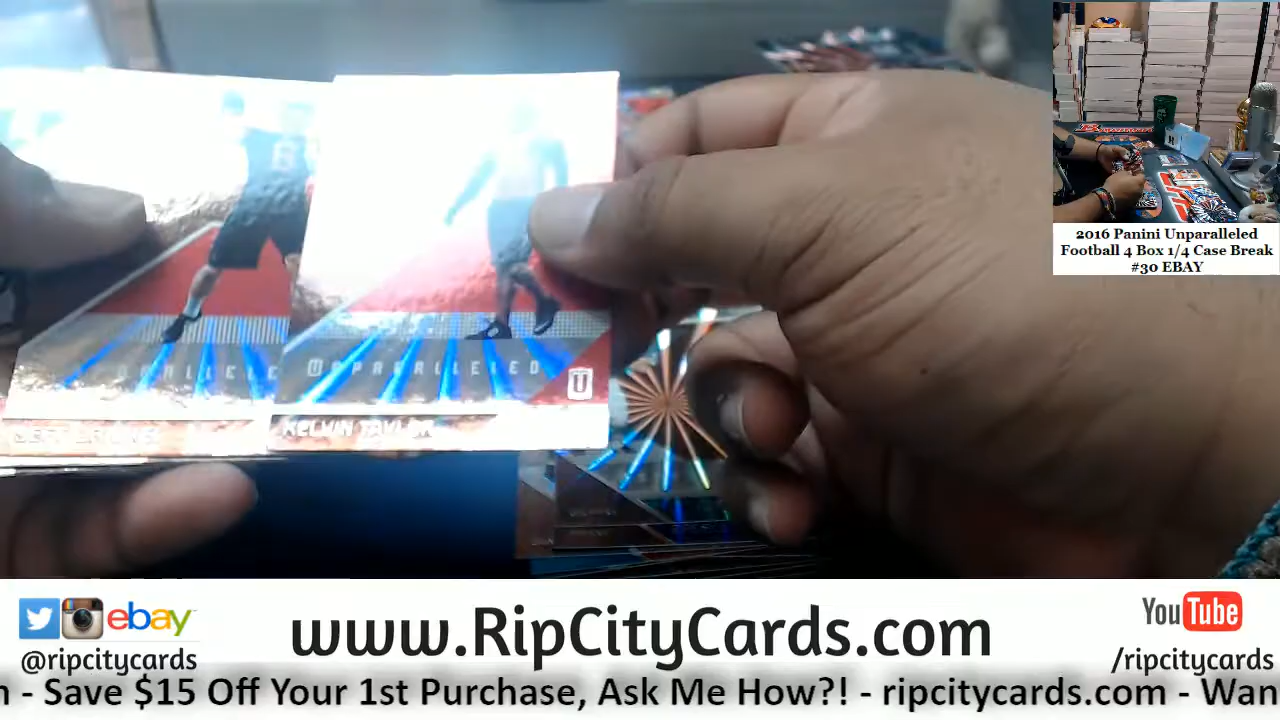 UNPARALLELED
U
KELVIN TAYLOR
2016 Panini Unparalleled
Football 4 Box 1/4 Case Break
#30 EBAY
ebay
@ripcitycards
www.RipCityCards.com
YouTube
/ripcitycards
- Save $15 Off Your 1st Purchase, Ask Me How?! - ripcitycards.com - Wan